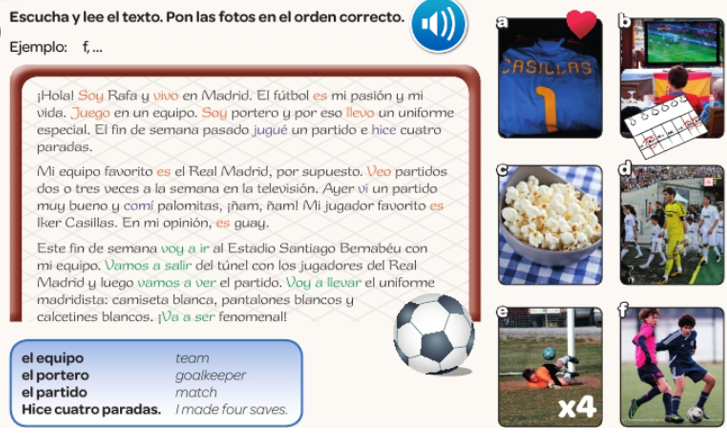 Escucha y lee el texto. Pon las fotos en el orden correcto.
Ejemplo: f, ...
¡Hola! Soy Rafa y vivo en Madrid. El fútbol es mi pasión y mi
vida. Juego en un equipo. Soy portero y por eso llevo un uniforme
especial. El fin de semana pasado jugué un partido e hice cuatro
paradas.
Mi equipo favorito es el Real Madrid, por supuesto. Veo partidos
dos o tres veces a la semana en la televisión. Ayer vi un partido
muy bueno y comí palomitas, ¡ñam, ñam! Mi jugador favorito es
Iker Casillas. En mi opinión, es guay.
Este fin de semana voy a ir al Estadio Santiago Bernabéu con
mi equipo. Vamos a salir del túnel con los jugadores del Real
Madrid y luego vamos a ver el partido. Voy a llevar el uniforme
madridista: camiseta blanca, pantalones blancos y
calcetines blancos. ¡Va a ser fenomenal!
el equipo team
el portero goalkeeper
el partido match
Hice cuatro paradas. I made four saves.
a
CASILLAS
1
b
c
d
e
x4
f